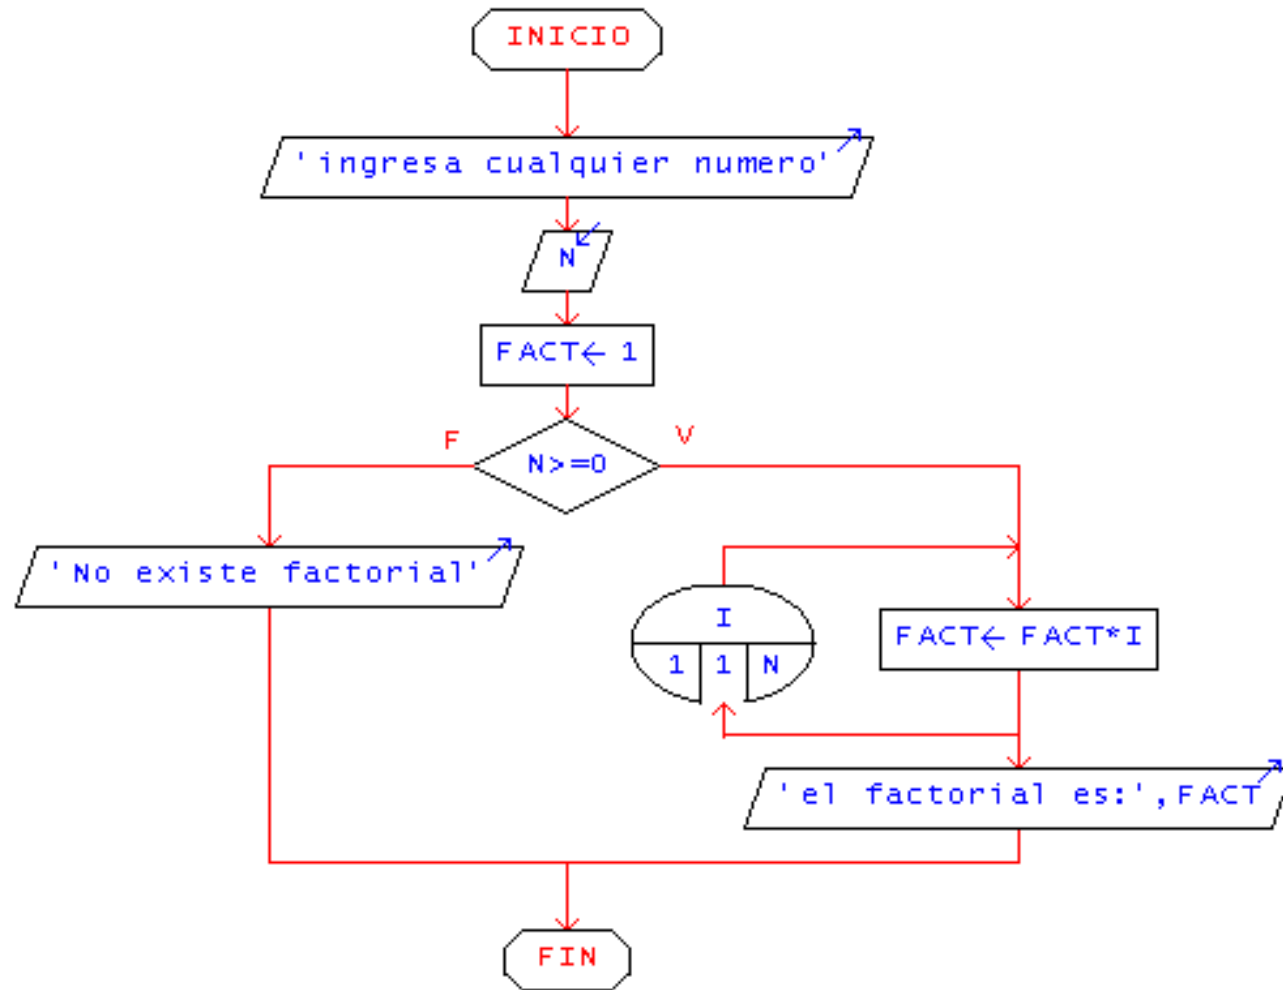 INICIO
'ingresa cualquier numero'
N
FACT← 1
F
V
N>=0
'No existe factorial'
I
1 1 N
FACT← FACT*I
'el factorial es:',FACT
FIN